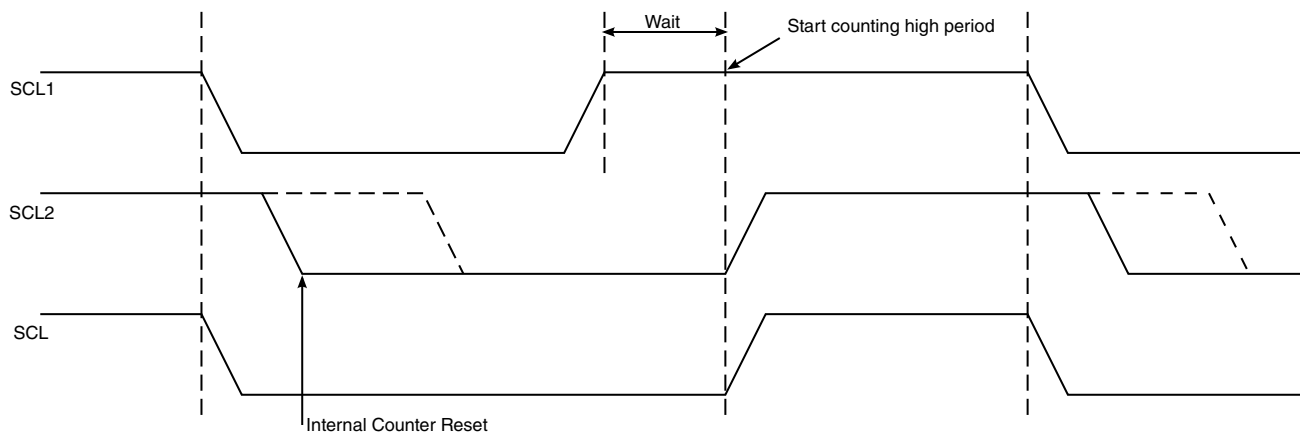 Wait
Start counting high period
SCL1
SCL2
SCL
Internal Counter Reset